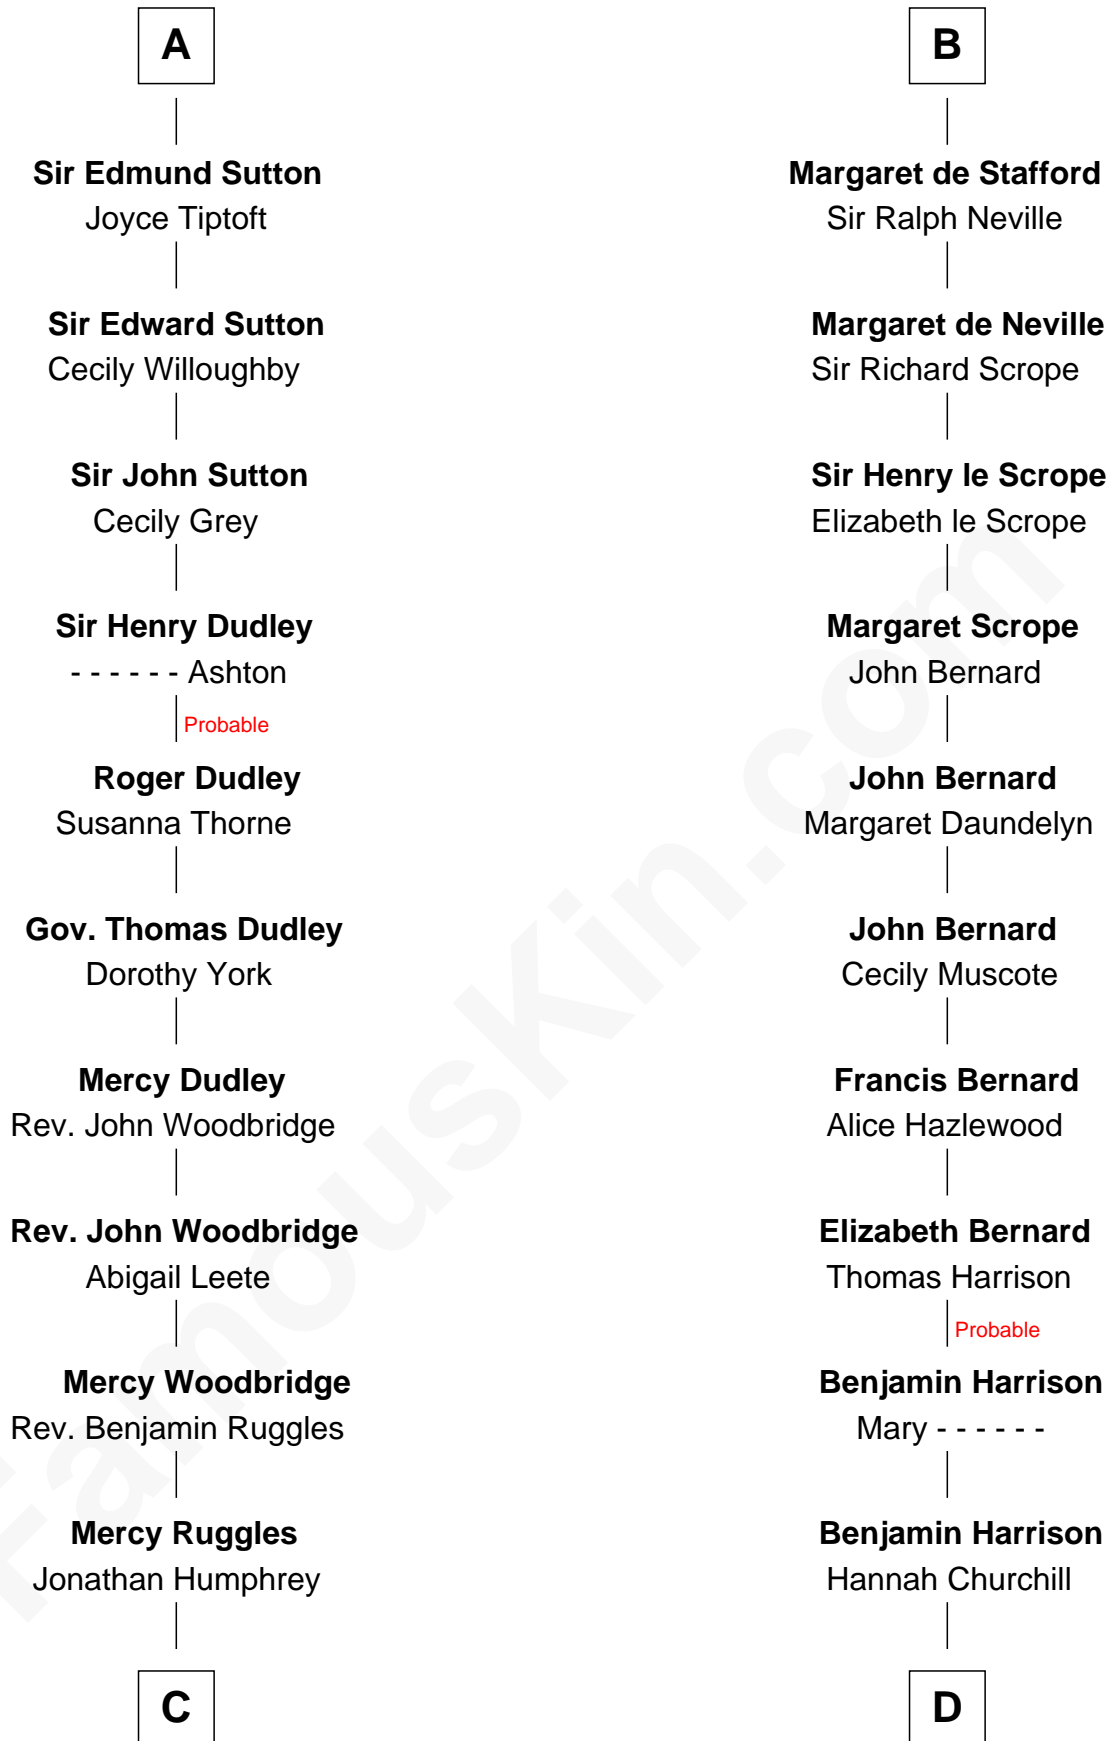 A
Sir Edmund Sutton
Joyce Tiptoft
Sir Edward Sutton
Cecily Willoughby
Sir John Sutton
Cecily Grey
Sir Henry Dudley
- - - - - - Ashton
Probable
Roger Dudley
Susanna Thorne
Gov. Thomas Dudley
Dorothy York
Mercy Dudley
Rev. John Woodbridge
Rev. John Woodbridge
Abigail Leete
Mercy Woodbridge
Rev. Benjamin Ruggles
Mercy Ruggles
Jonathan Humphrey
C
B
Margaret de Stafford
Sir Ralph Neville
Margaret de Neville
Sir Richard Scrope
Sir Henry le Scrope
Elizabeth le Scrope
Margaret Scrope
John Bernard
John Bernard
Margaret Daundelyn
John Bernard
Cecily Muscote
Francis Bernard
Alice Hazlewood
Elizabeth Bernard
Thomas Harrison
Probable
Benjamin Harrison
Mary - - - - - -
Benjamin Harrison
Hannah Churchill
D
FamousKin.com